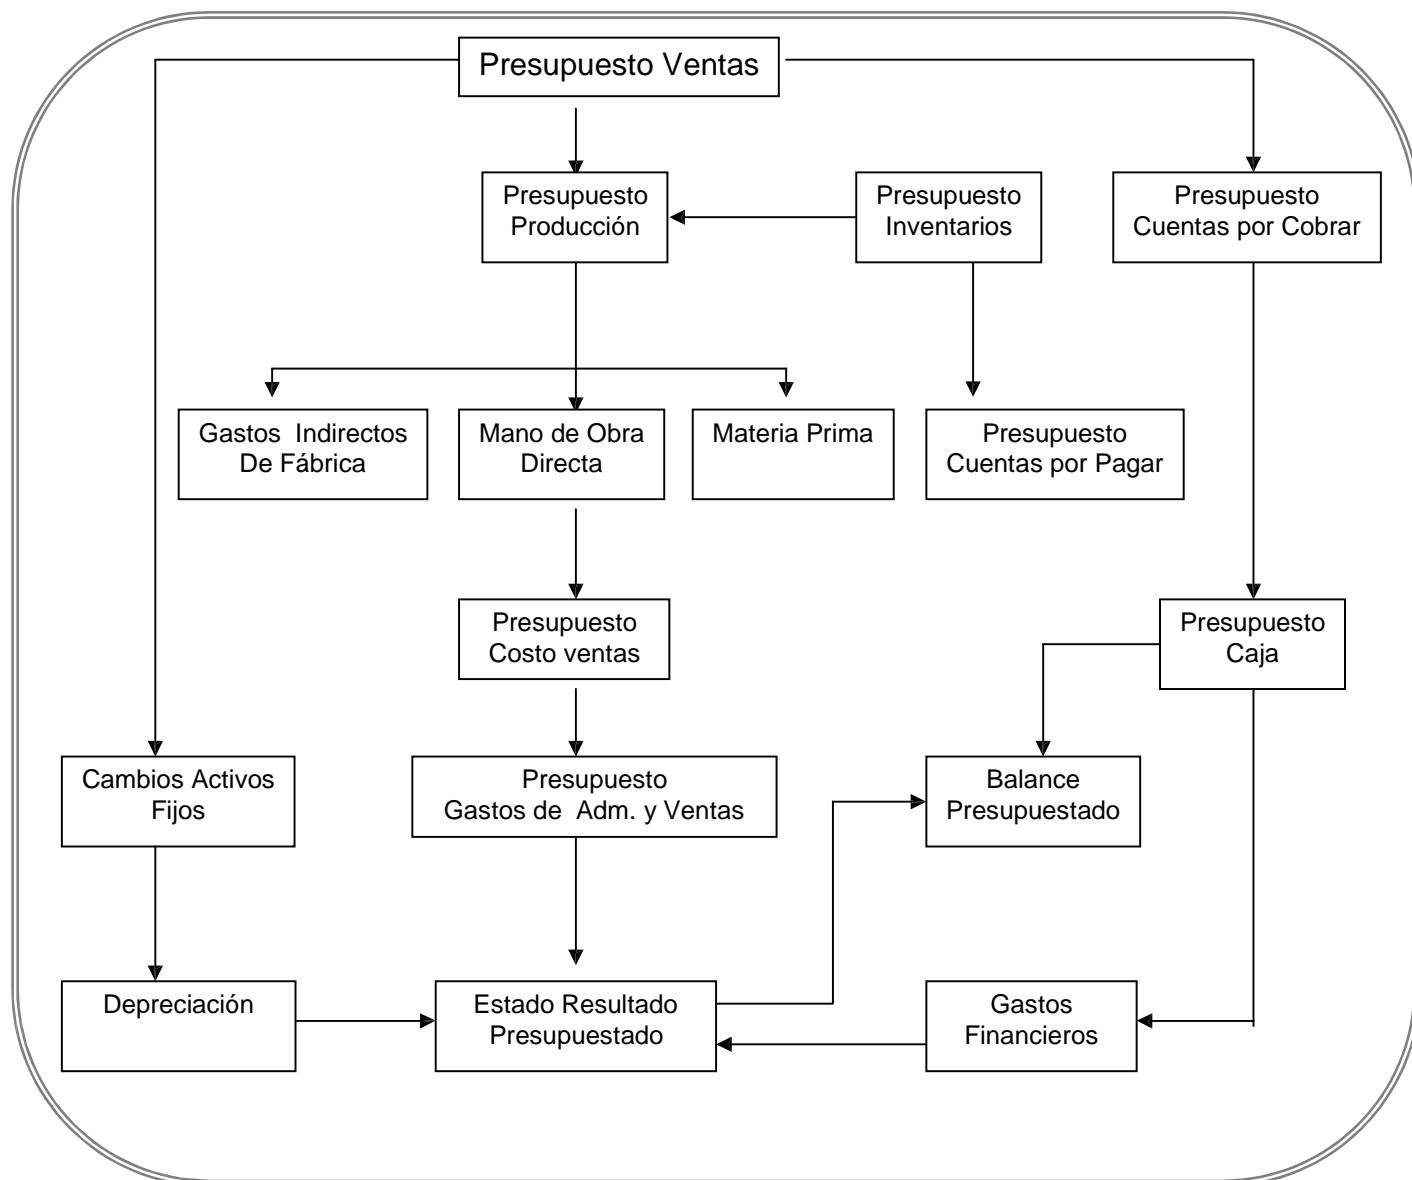 Presupuesto Ventas
Presupuesto
Producción
Presupuesto
Inventarios
Presupuesto
Cuentas por Cobrar
Gastos Indirectos
De Fábrica
Mano de Obra
Directa
Materia Prima
Presupuesto
Cuentas por Pagar
Presupuesto
Costo ventas
Presupuesto
Caja
Cambios Activos
Fijos
Presupuesto
Gastos de Adm. y Ventas
Balance
Presupuestado
Depreciación
Estado Resultado
Presupuestado
Gastos
Financieros